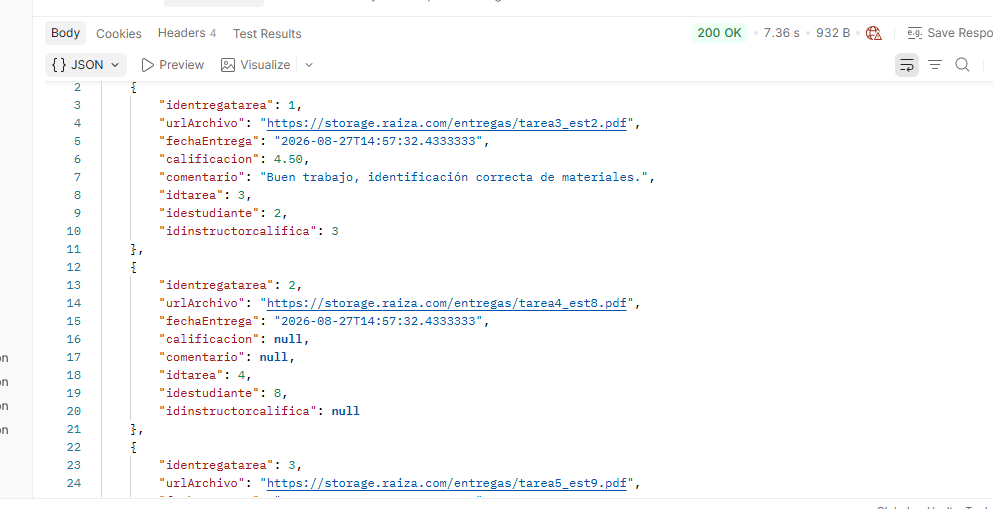 Body Cookies Headers 4 Test Results 200 OK • 7.36 s • 932 B • e.g. Save Respo
{} JSON Preview Visualize
2 {
3 "identregatarea": 1,
4 "urlArchivo": "https://storage.raiza.com/entregas/tarea3_est2.pdf",
5 "fechaEntrega": "2026-08-27T14:57:32.4333333",
6 "calificacion": 4.50,
7 "comentario": "Buen trabajo, identificación correcta de materiales.",
8 "idtarea": 3,
9 "idestudiante": 2,
10 "idinstructorcalifica": 3
11 },
12 {
13 "identregatarea": 2,
14 "urlArchivo": "https://storage.raiza.com/entregas/tarea4_est8.pdf",
15 "fechaEntrega": "2026-08-27T14:57:32.4333333",
16 "calificacion": null,
17 "comentario": null,
18 "idtarea": 4,
19 "idestudiante": 8,
20 "idinstructorcalifica": null
21 },
22 {
23 "identregatarea": 3,
24 "urlArchivo": "https://storage.raiza.com/entregas/tarea5_est9.pdf",
on
on
on
on